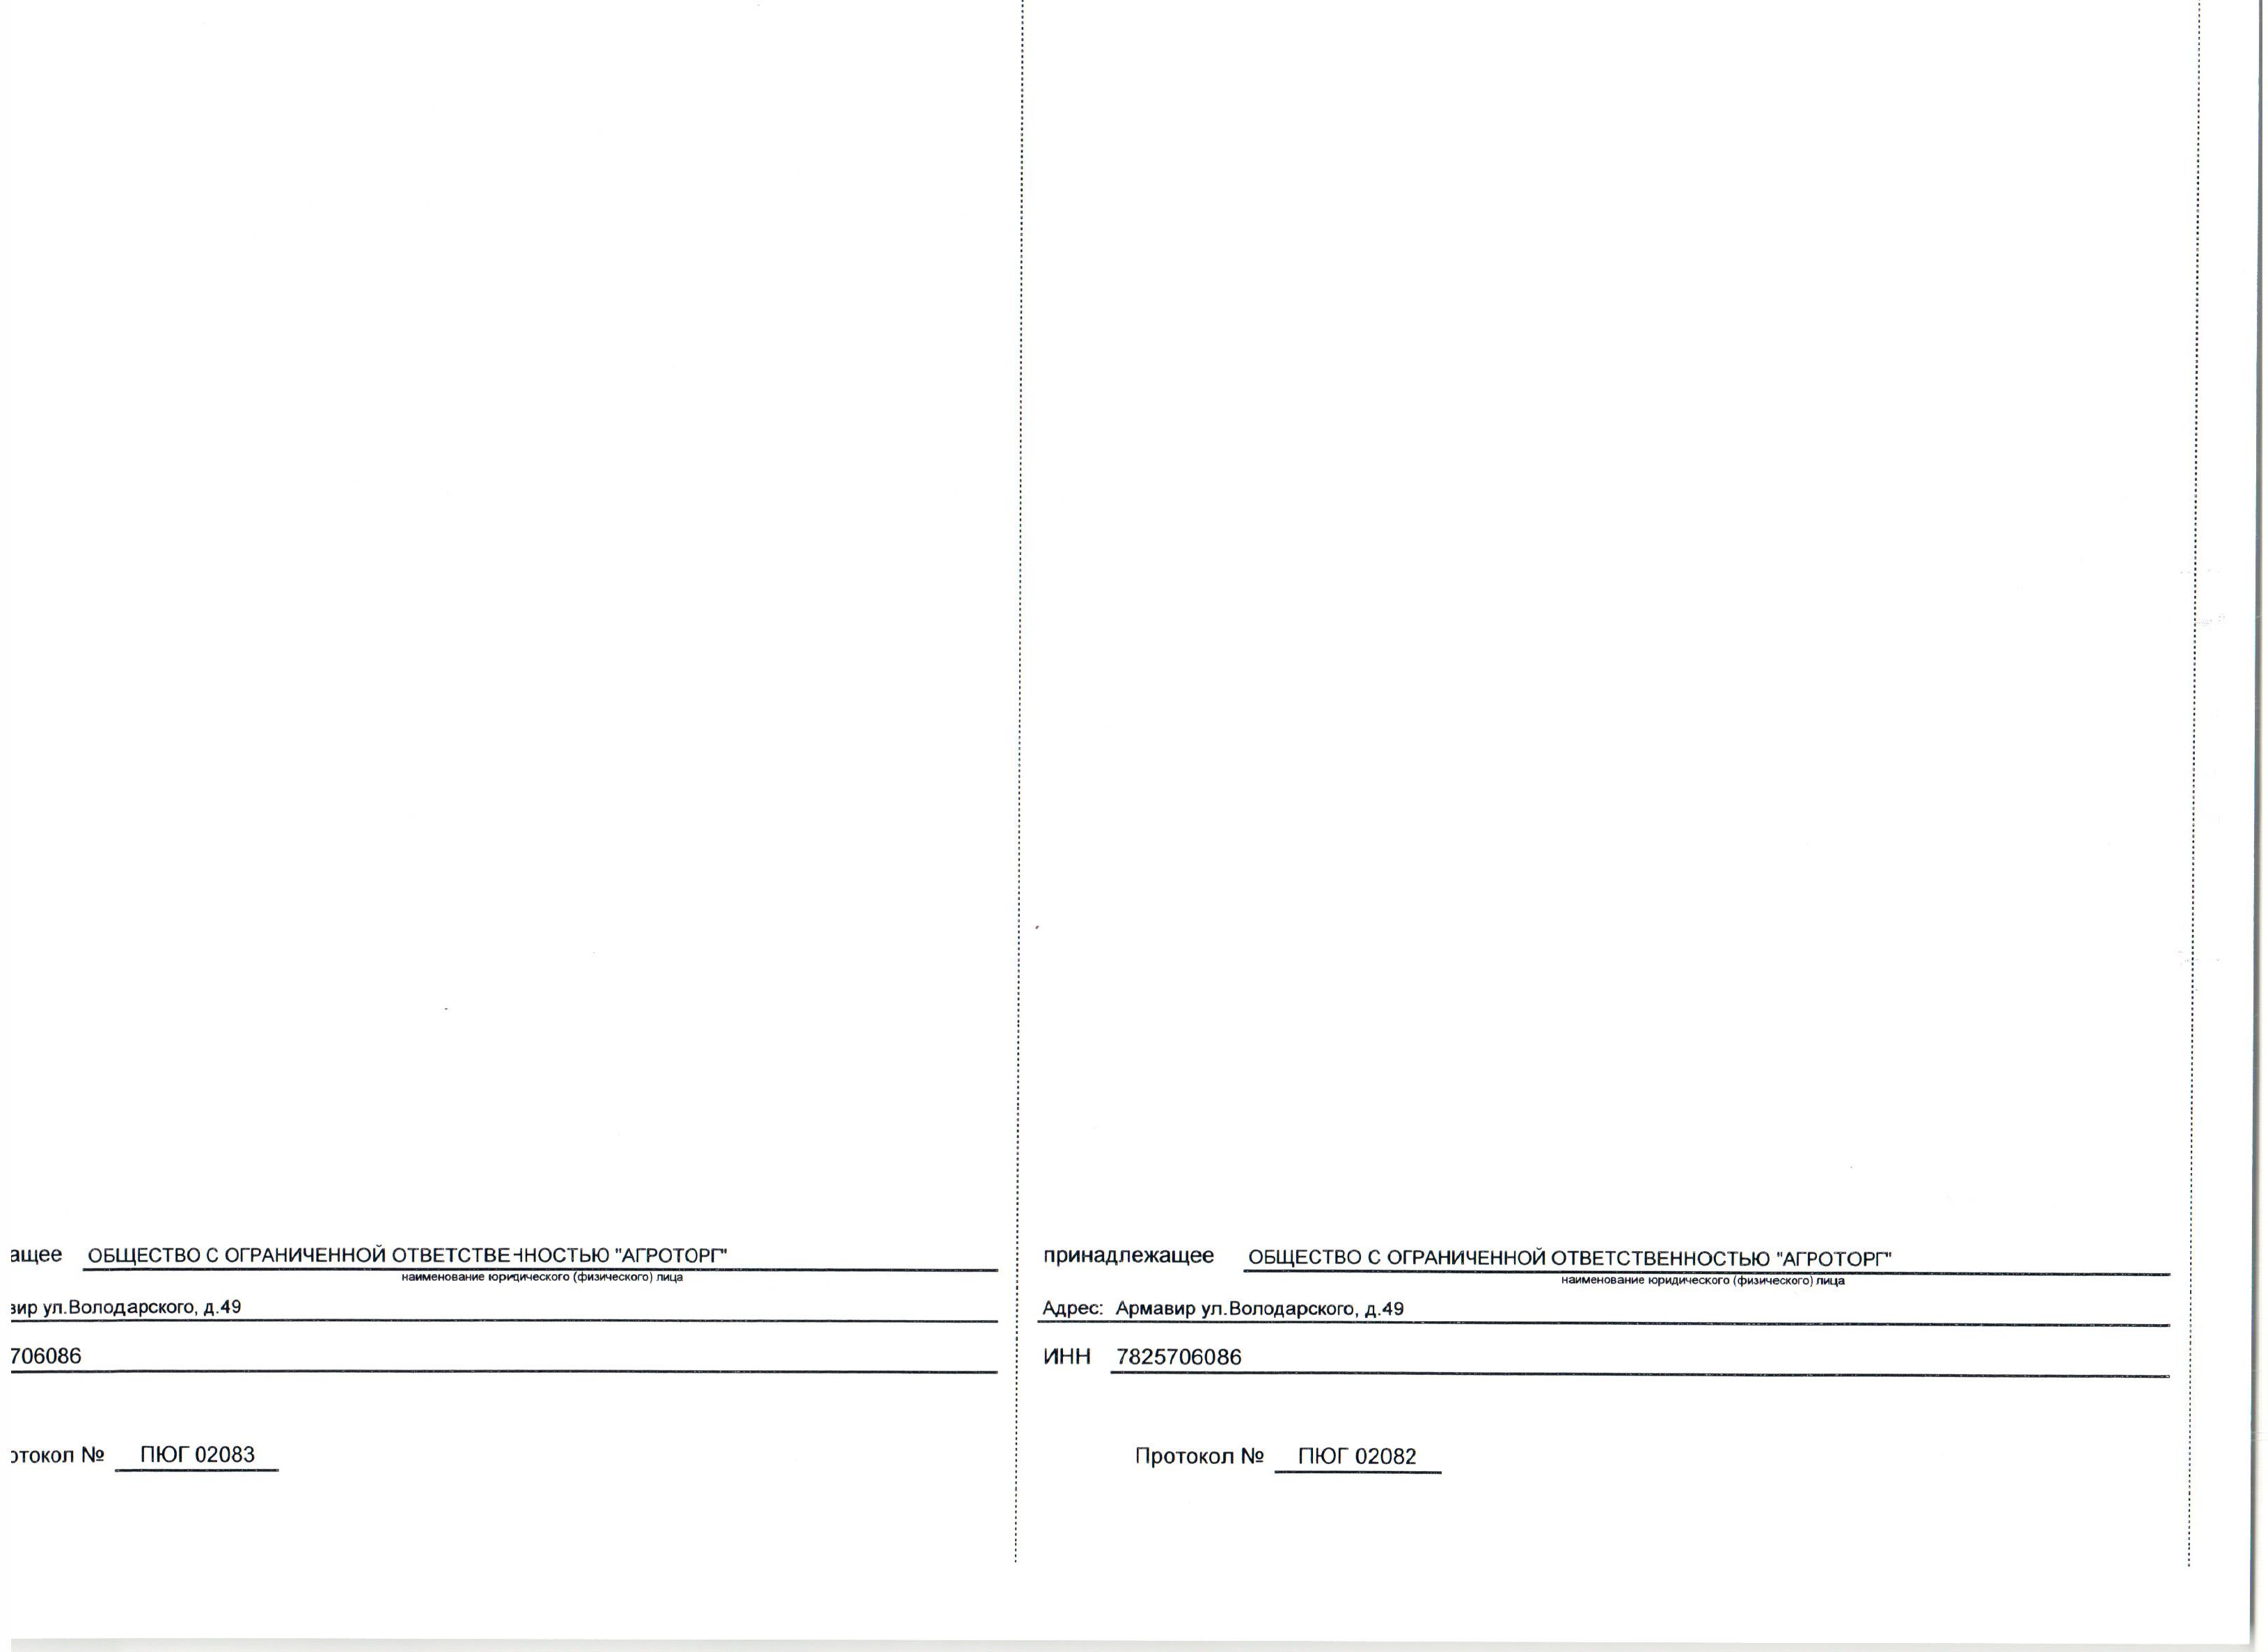 ащее ОБЩЕСТВО С ОГРАНИЧЕННОЙ ОТВЕТСТВЕННОСТЬЮ "АГРОТОРГ"
наименование юридического (физического) лица
вир ул.Володарского, д.49
706086
отокол № ПЮГ 02083
принадлежащее ОБЩЕСТВО С ОГРАНИЧЕННОЙ ОТВЕТСТВЕННОСТЬЮ "АГРОТОРГ"
наименование юридического (физического) лица
Адрес: Армавир ул.Володарского, д.49
ИНН 7825706086
Протокол № ПЮГ 02082